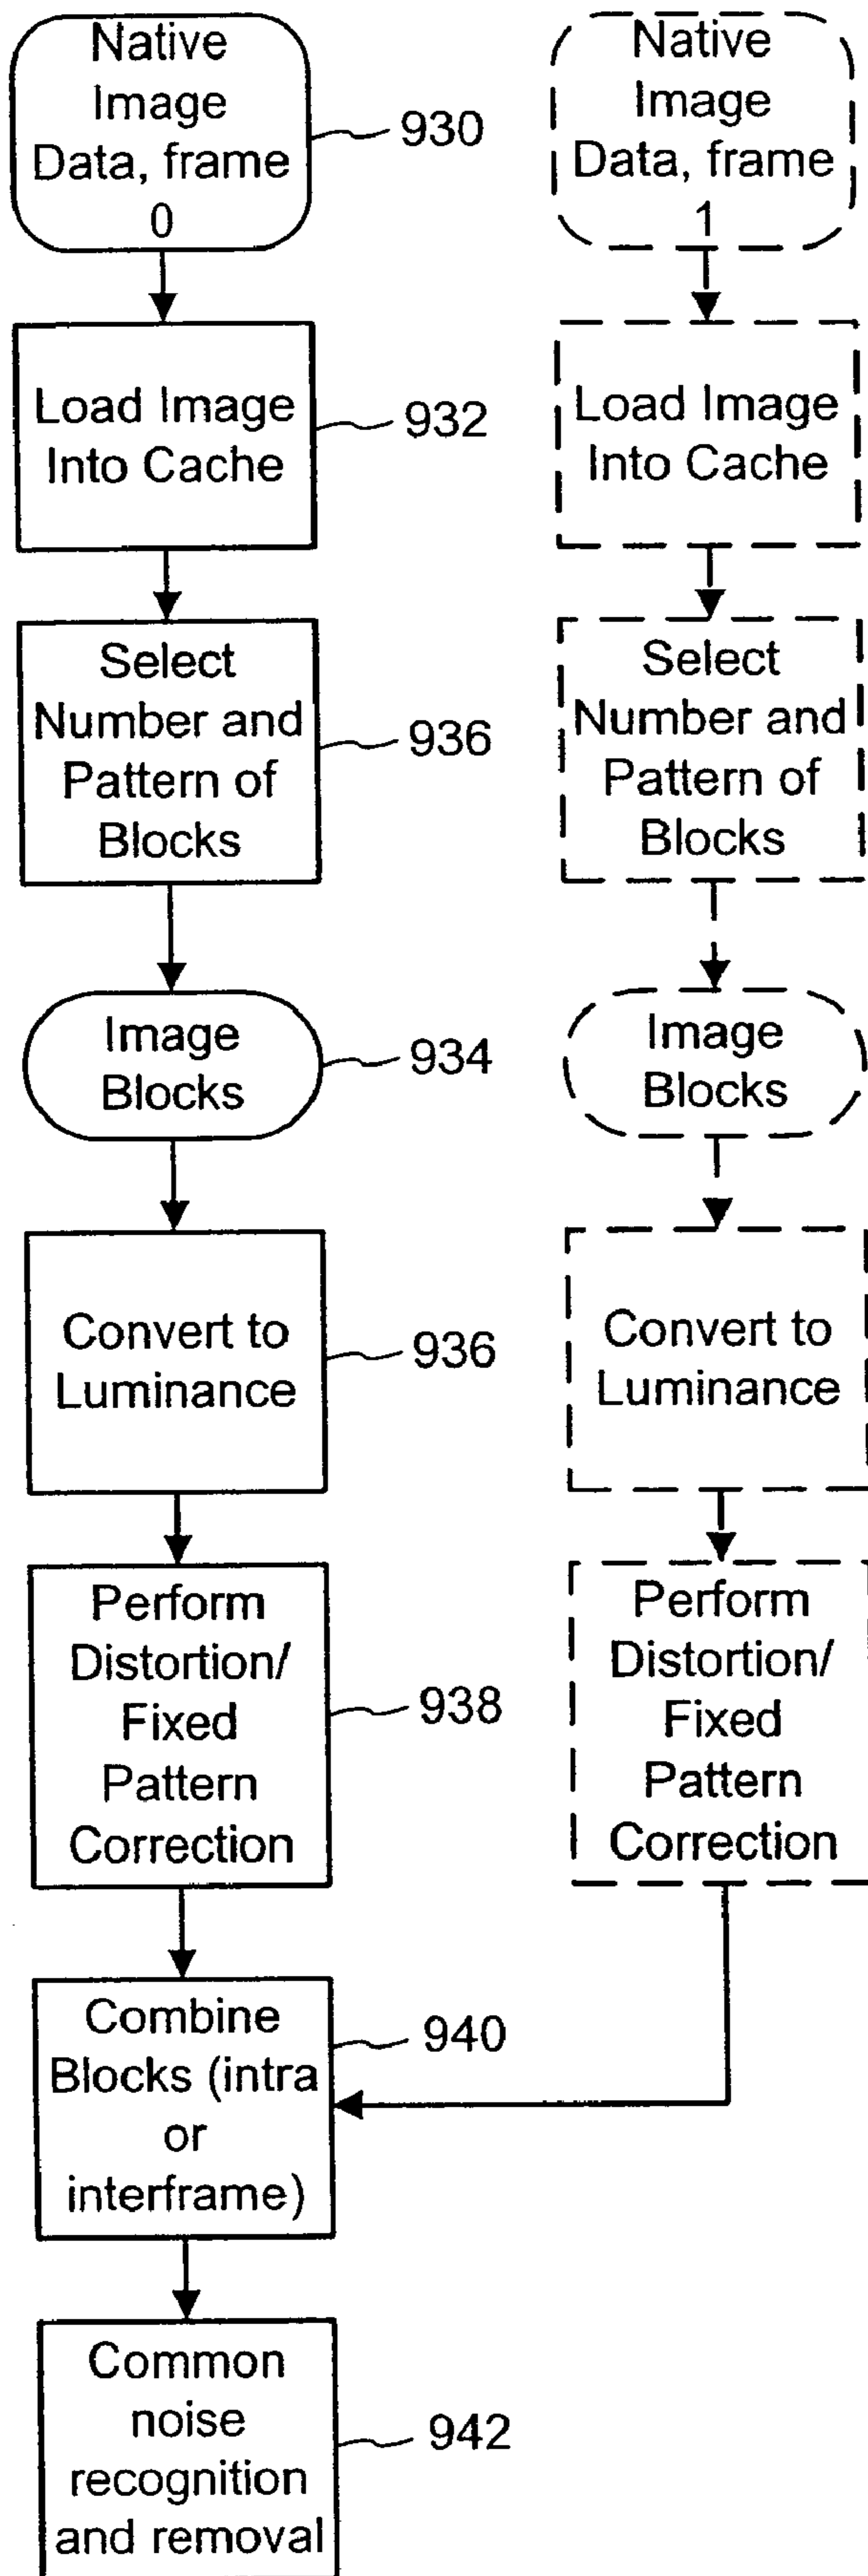 Native
Image
Data, frame
0
930
Load Image
Into Cache
932
Select
Number and
Pattern of
Blocks
936
Image
Blocks
934
Convert to
Luminance
936
Perform
Distortion/
Fixed
Pattern
Correction
938
Combine
Blocks (intra
or
interframe)
940
Common
noise
recognition
and removal
942
Native
Image
Data, frame
1
Load Image
Into Cache
Select
Number and
Pattern of
Blocks
Image
Blocks
Convert to
Luminance
Perform
Distortion/
Fixed
Pattern
Correction